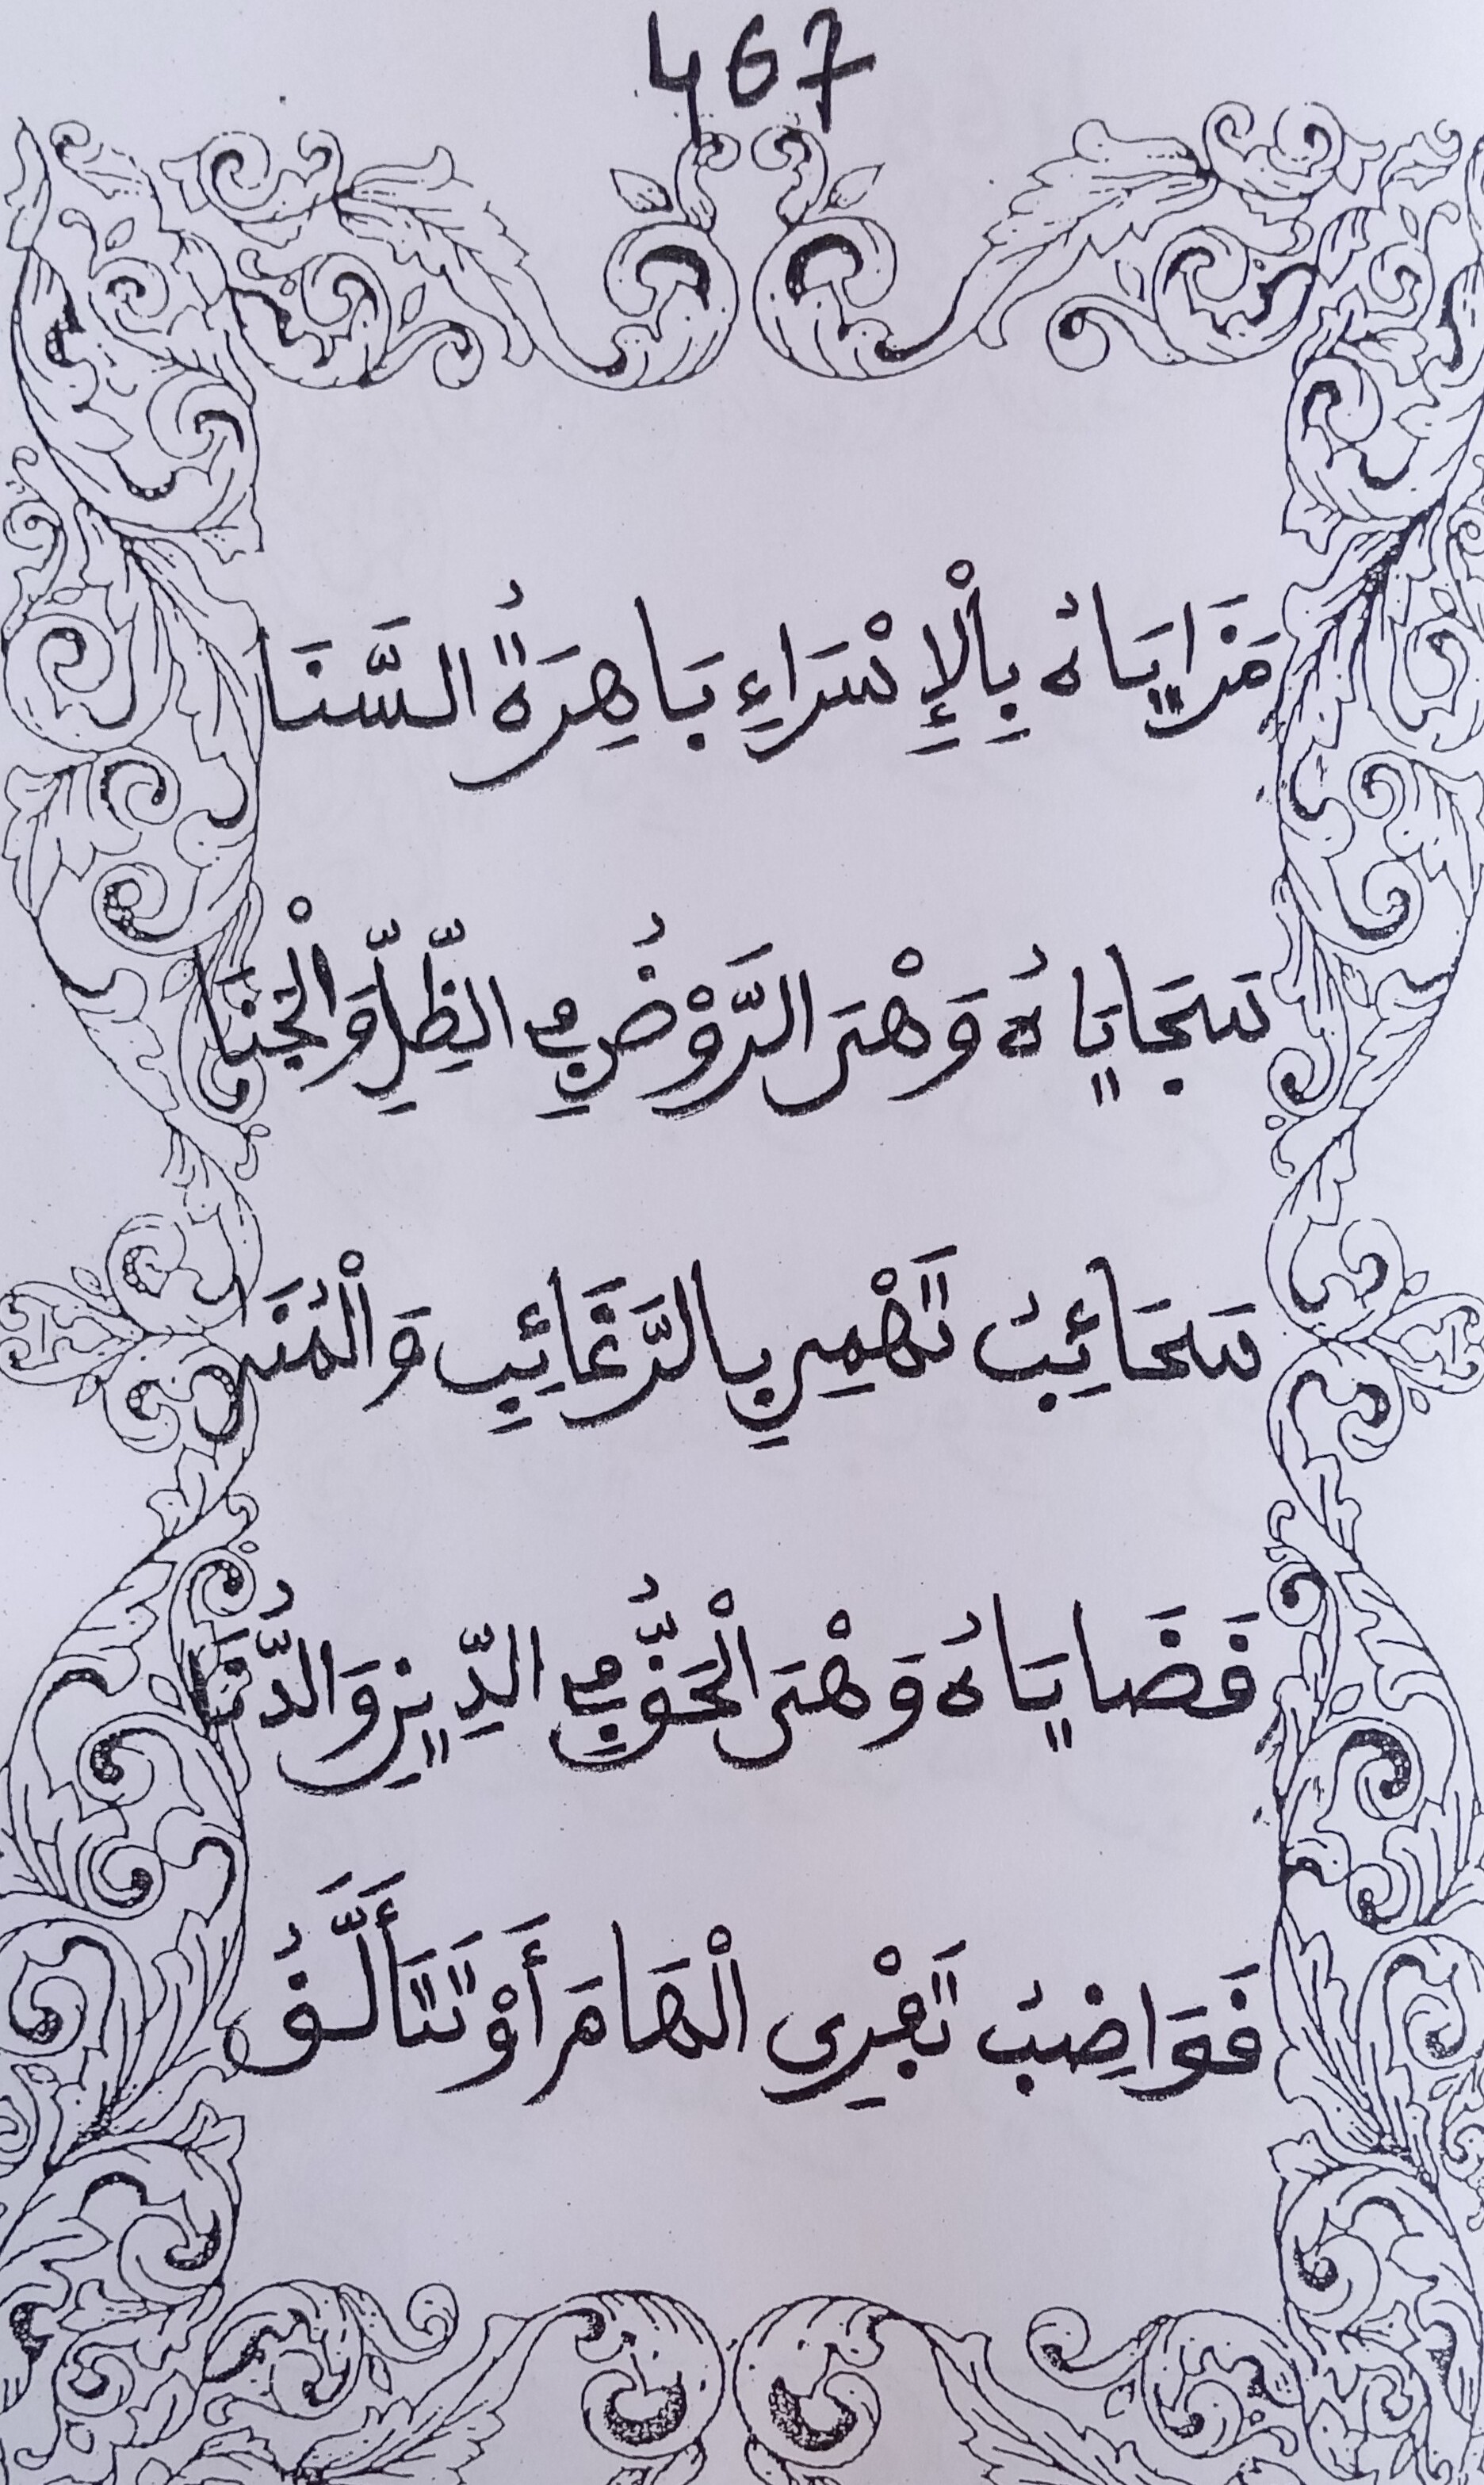 467
مَزَايَاهُ بِالْإِسْرَاءِ بَاهِرَةُ السَّنَا
سَجَايَاهُ وَهْيَ الرَّوْضُ فِي الظِّلِّ وَالْجَنَا
سَحَائِبُ تَهْمِي بِالرَّغَائِبِ وَالْمُنَى
قَضَايَاهُ وَهْيَ الْحَقُّ فِي الدِّينِ وَالدُّنَا
قَوَاضِبُ تَفْرِي الْهَامَ أَوْ تَتَأَلَّقُ